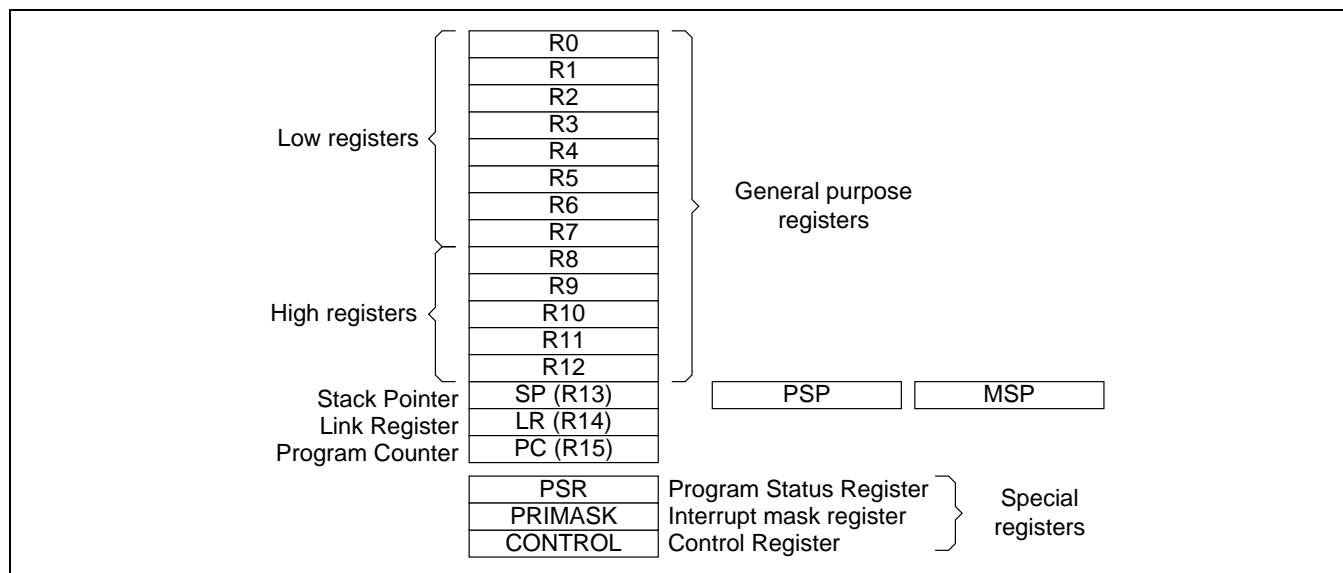 R0
R1
R2
R3
Low registers
R4
R5
General purpose
R6
registers
R7
R8
R9
High registers
R10
R11
R12
Stack Pointer SP (R13) PSP MSP
Link Register LR (R14)
Program Counter PC (R15)
PSR Program Status Register
Special
PRIMASK Interrupt mask register
registers
CONTROL Control Register